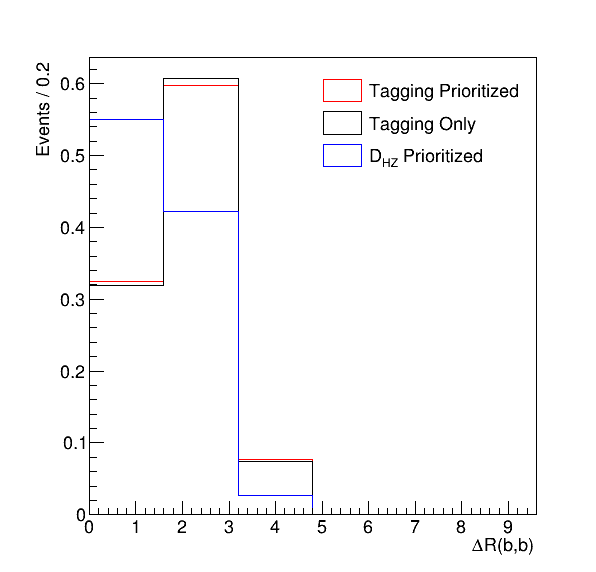 Events / 0.2
0.6
0.5
0.4
0.3
0.2
0.1
0
Tagging Prioritized
Tagging Only
D_HZ Prioritized
0 1 2 3 4 5 6 7 8 9
ΔR(b,b)